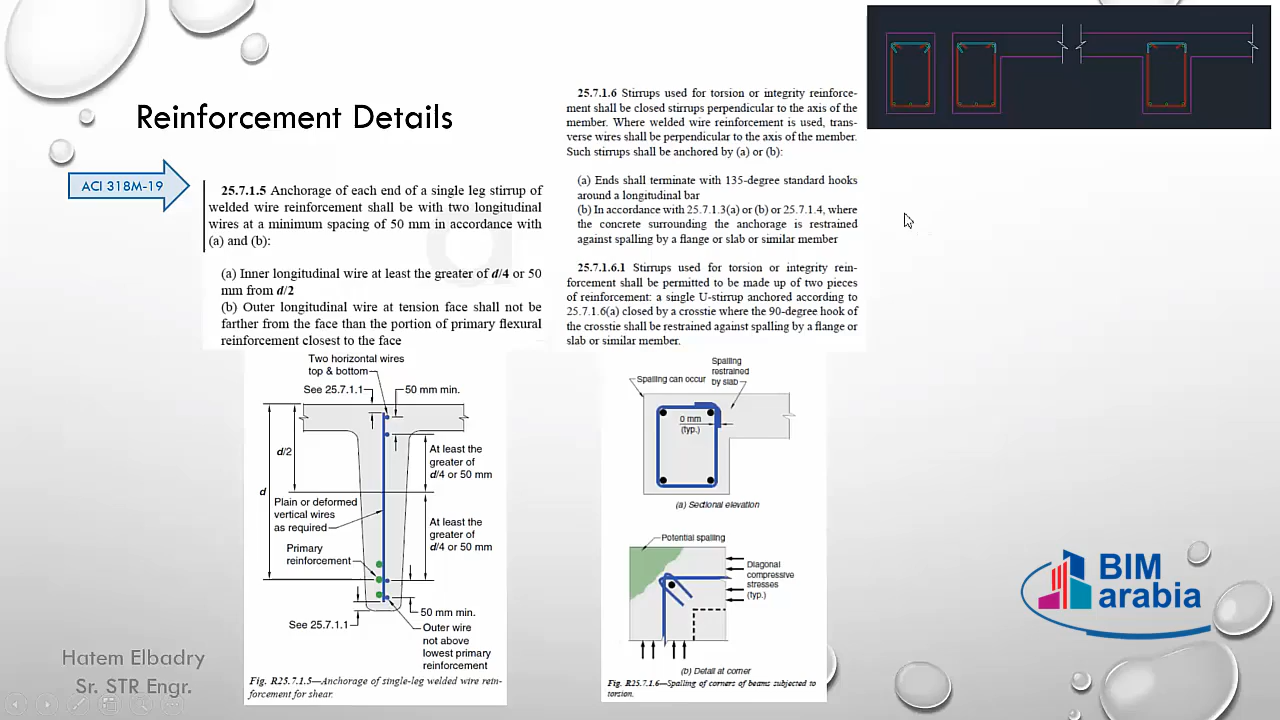 Reinforcement Details
ACI 318M-19
25.7.1.5 Anchorage of each end of a single leg stirrup of
welded wire reinforcement shall be with two longitudinal
wires at a minimum spacing of 50 mm in accordance with
(a) and (b):
(a) Inner longitudinal wire at least the greater of d/4 or 50
mm from d/2
(b) Outer longitudinal wire at tension face shall not be
farther from the face than the portion of primary flexural
reinforcement closest to the face
Two horizontal wires
top & bottom
See 25.7.1.1
50 mm min.
d/2
d
At least the
greater of
d/4 or 50 mm
Plain or deformed
vertical wires
as required
At least the
greater of
d/4 or 50 mm
Primary
reinforcement
50 mm min.
See 25.7.1.1
Outer wire
not above
lowest primary
reinforcement
Fig. R25.7.1.5—Anchorage of single-leg welded wire rein-
forcement for shear.
25.7.1.6 Stirrups used for torsion or integrity reinforce-
ment shall be closed stirrups perpendicular to the axis of the
member. Where welded wire reinforcement is used, trans-
verse wires shall be perpendicular to the axis of the member.
Such stirrups shall be anchored by (a) or (b):
(a) Ends shall terminate with 135-degree standard hooks
around a longitudinal bar
(b) In accordance with 25.7.1.3(a) or (b) or 25.7.1.4, where
the concrete surrounding the anchorage is restrained
against spalling by a flange or slab or similar member
25.7.1.6.1 Stirrups used for torsion or integrity rein-
forcement shall be permitted to be made up of two pieces
of reinforcement: a single U-stirrup anchored according to
25.7.1.6(a) closed by a crosstie where the 90-degree hook of
the crosstie shall be restrained against spalling by a flange or
slab or similar member.
Spalling can occur
Spalling
restrained
by slab
0 mm
(typ.)
(a) Sectional elevation
Potential spalling
Diagonal
compressive
stresses
(typ.)
(b) Detail at corner
Fig. R25.7.1.6—Spalling of corners of beams subjected to
torsion.
BIM
arabia
Hatem Elbadry
Sr. STR Engr.